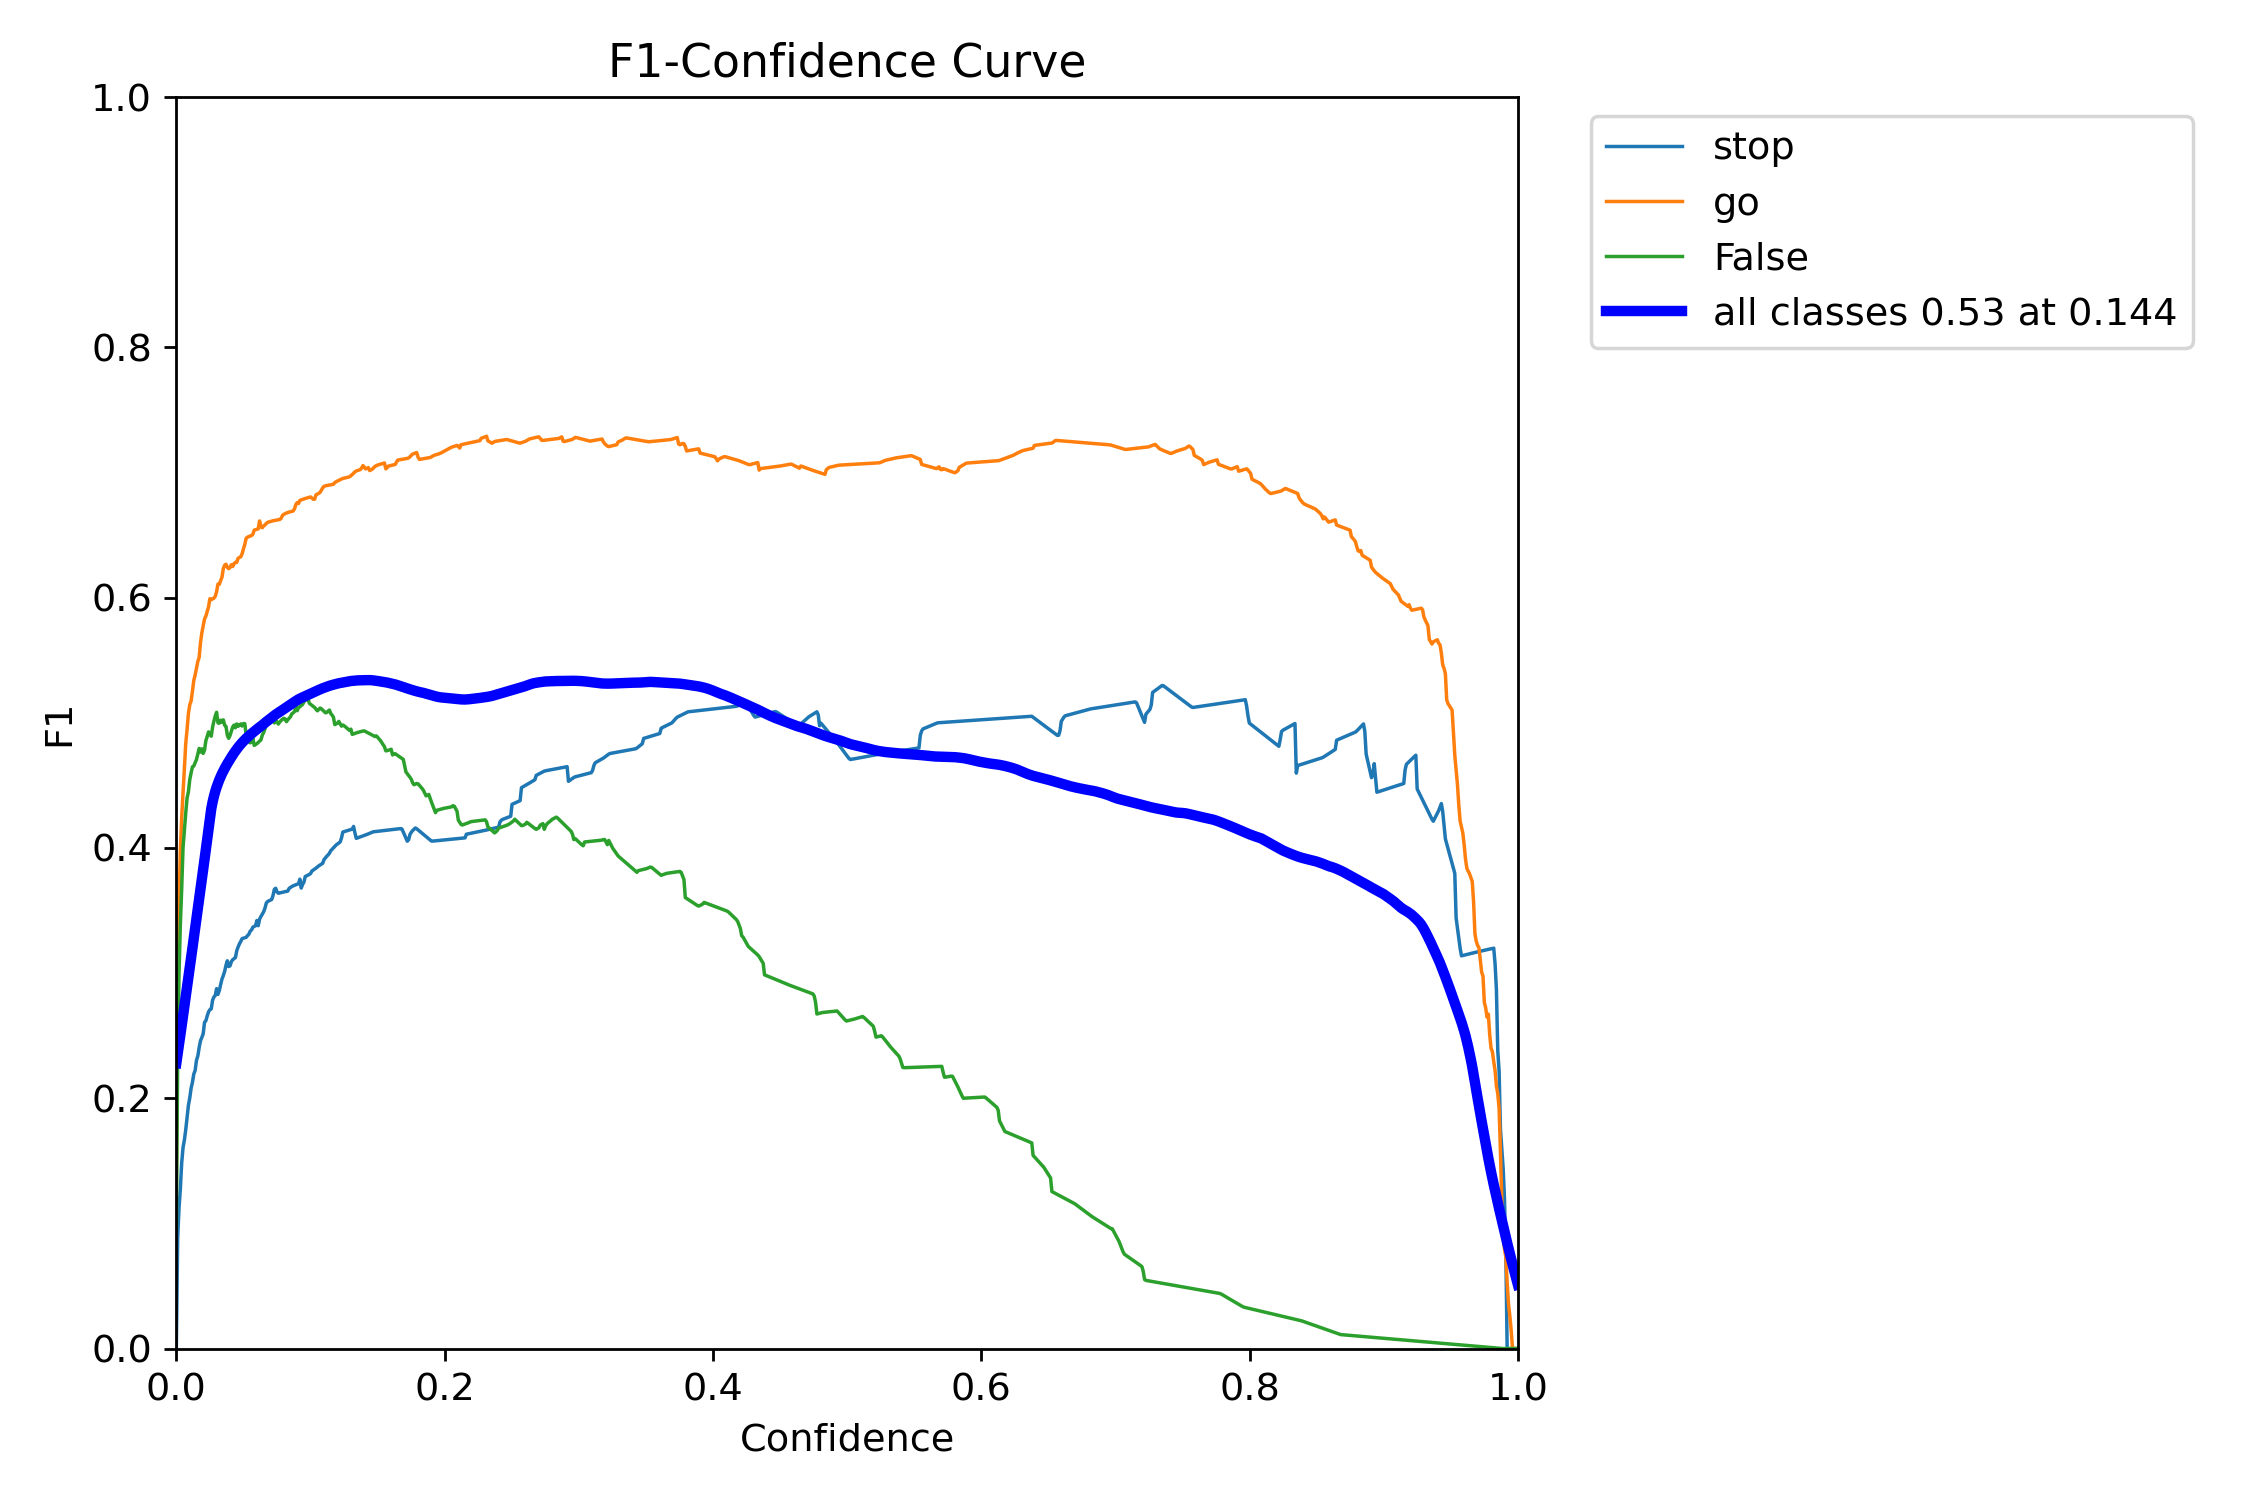 F1-Confidence Curve
1.0
0.8
0.6
0.4
0.2
0.0
F1
0.0 0.2 0.4 0.6 0.8 1.0
Confidence
stop
go
False
all classes 0.53 at 0.144